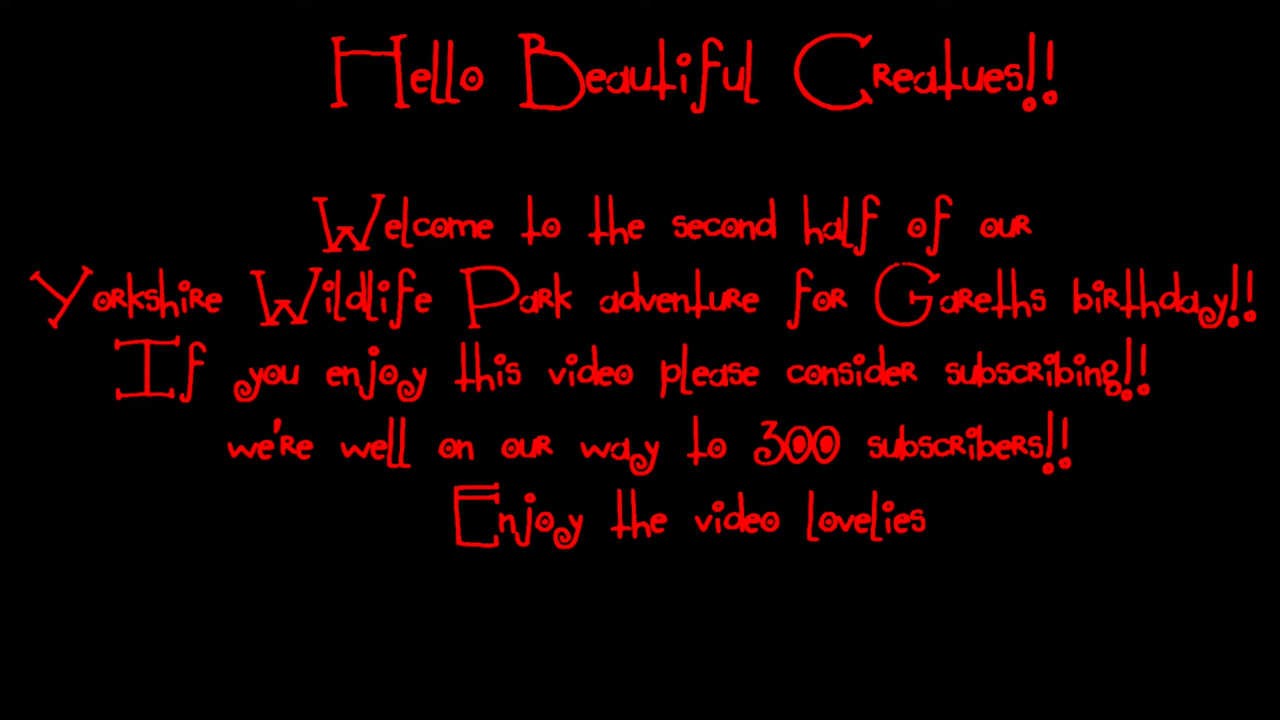 Hello Beautiful Creatues!!
Welcome to the second half of our
Yorkshire Wildlife Park adventure for Gareths birthday!!
If you enjoy this video please consider subscribing!!
we're well on our way to 300 subscribers!!
Enjoy the video lovelies